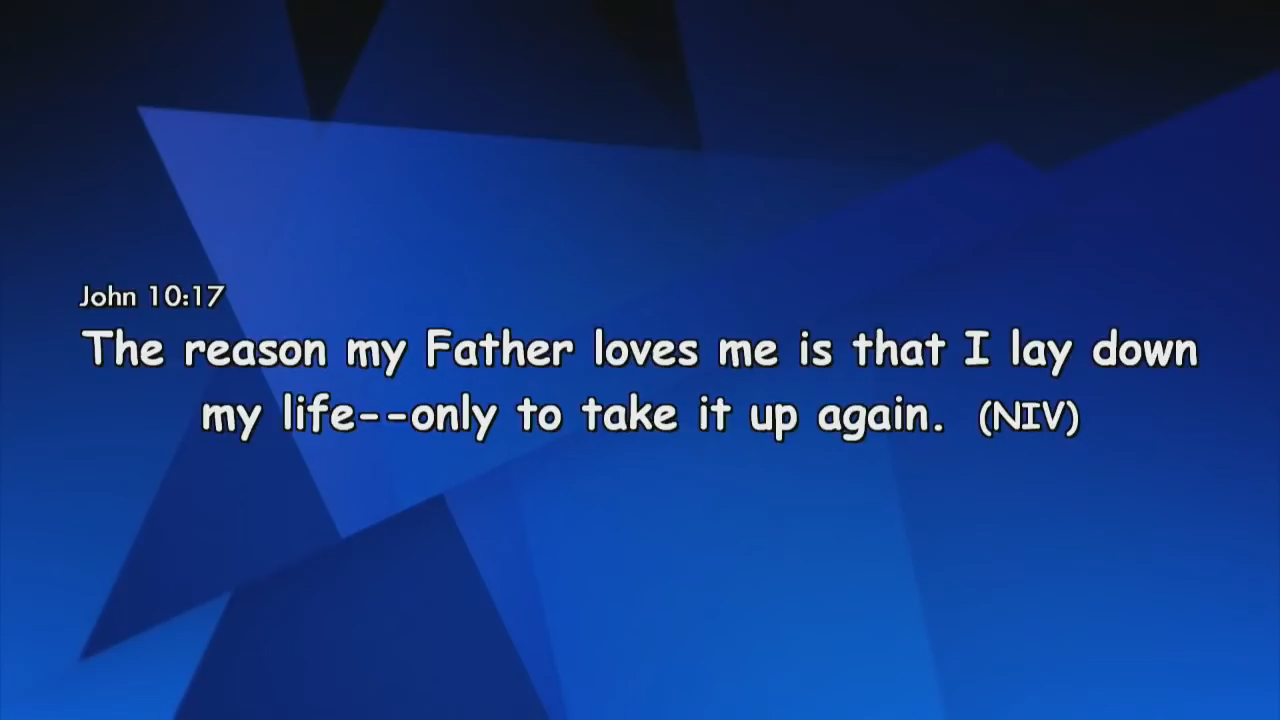 John 10:17
The reason my Father loves me is that I lay down
my life--only to take it up again. (NIV)